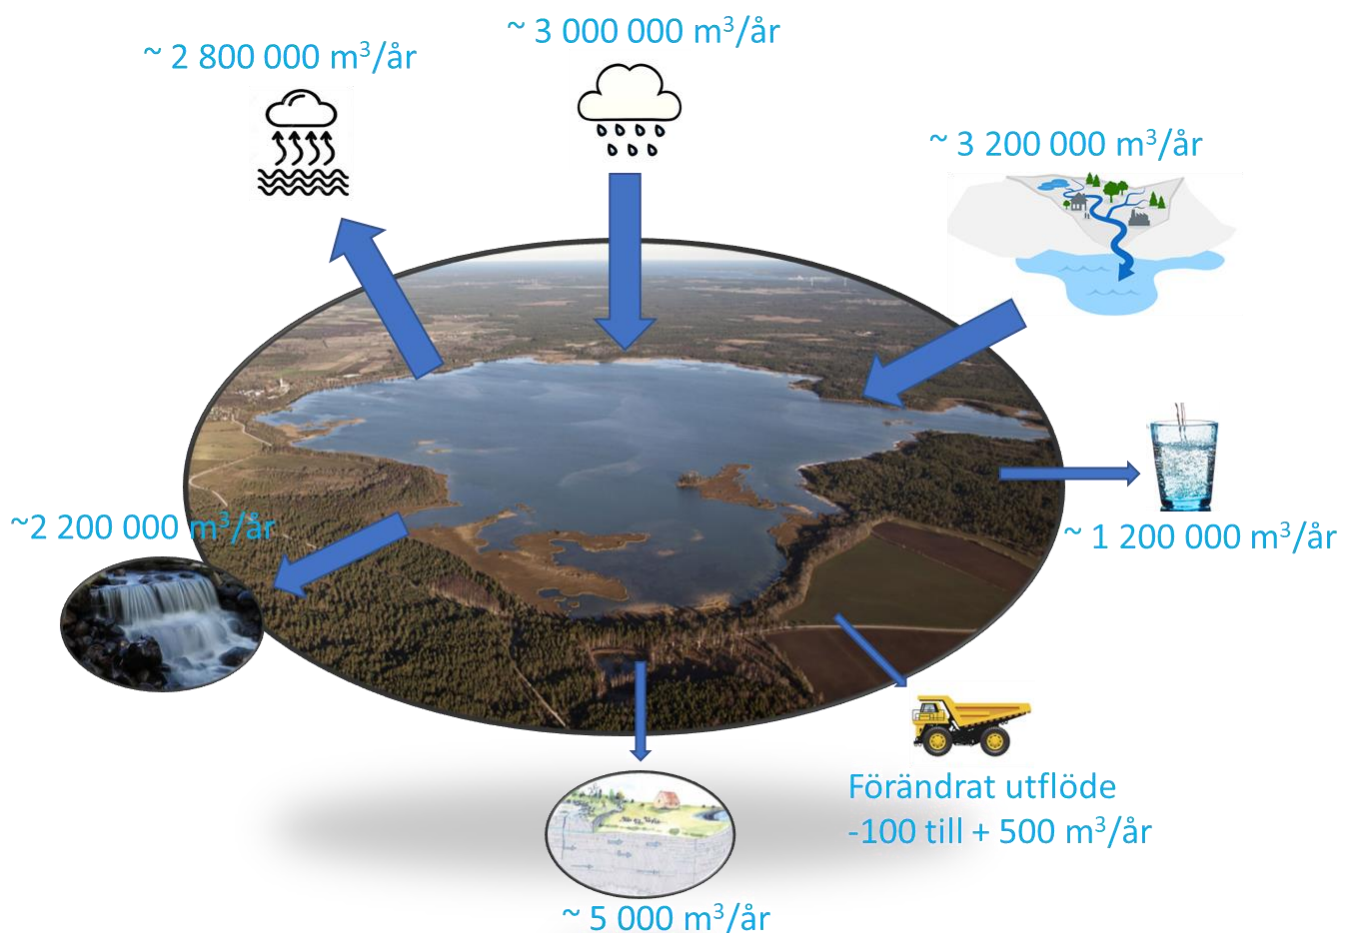 ~ 3 000 000 m³/år
~ 2 800 000 m³/år
~ 3 200 000 m³/år
~ 1 200 000 m³/år
~2 200 000 m³/år
Förändrat utflöde
-100 till + 500 m³/år
~ 5 000 m³/år